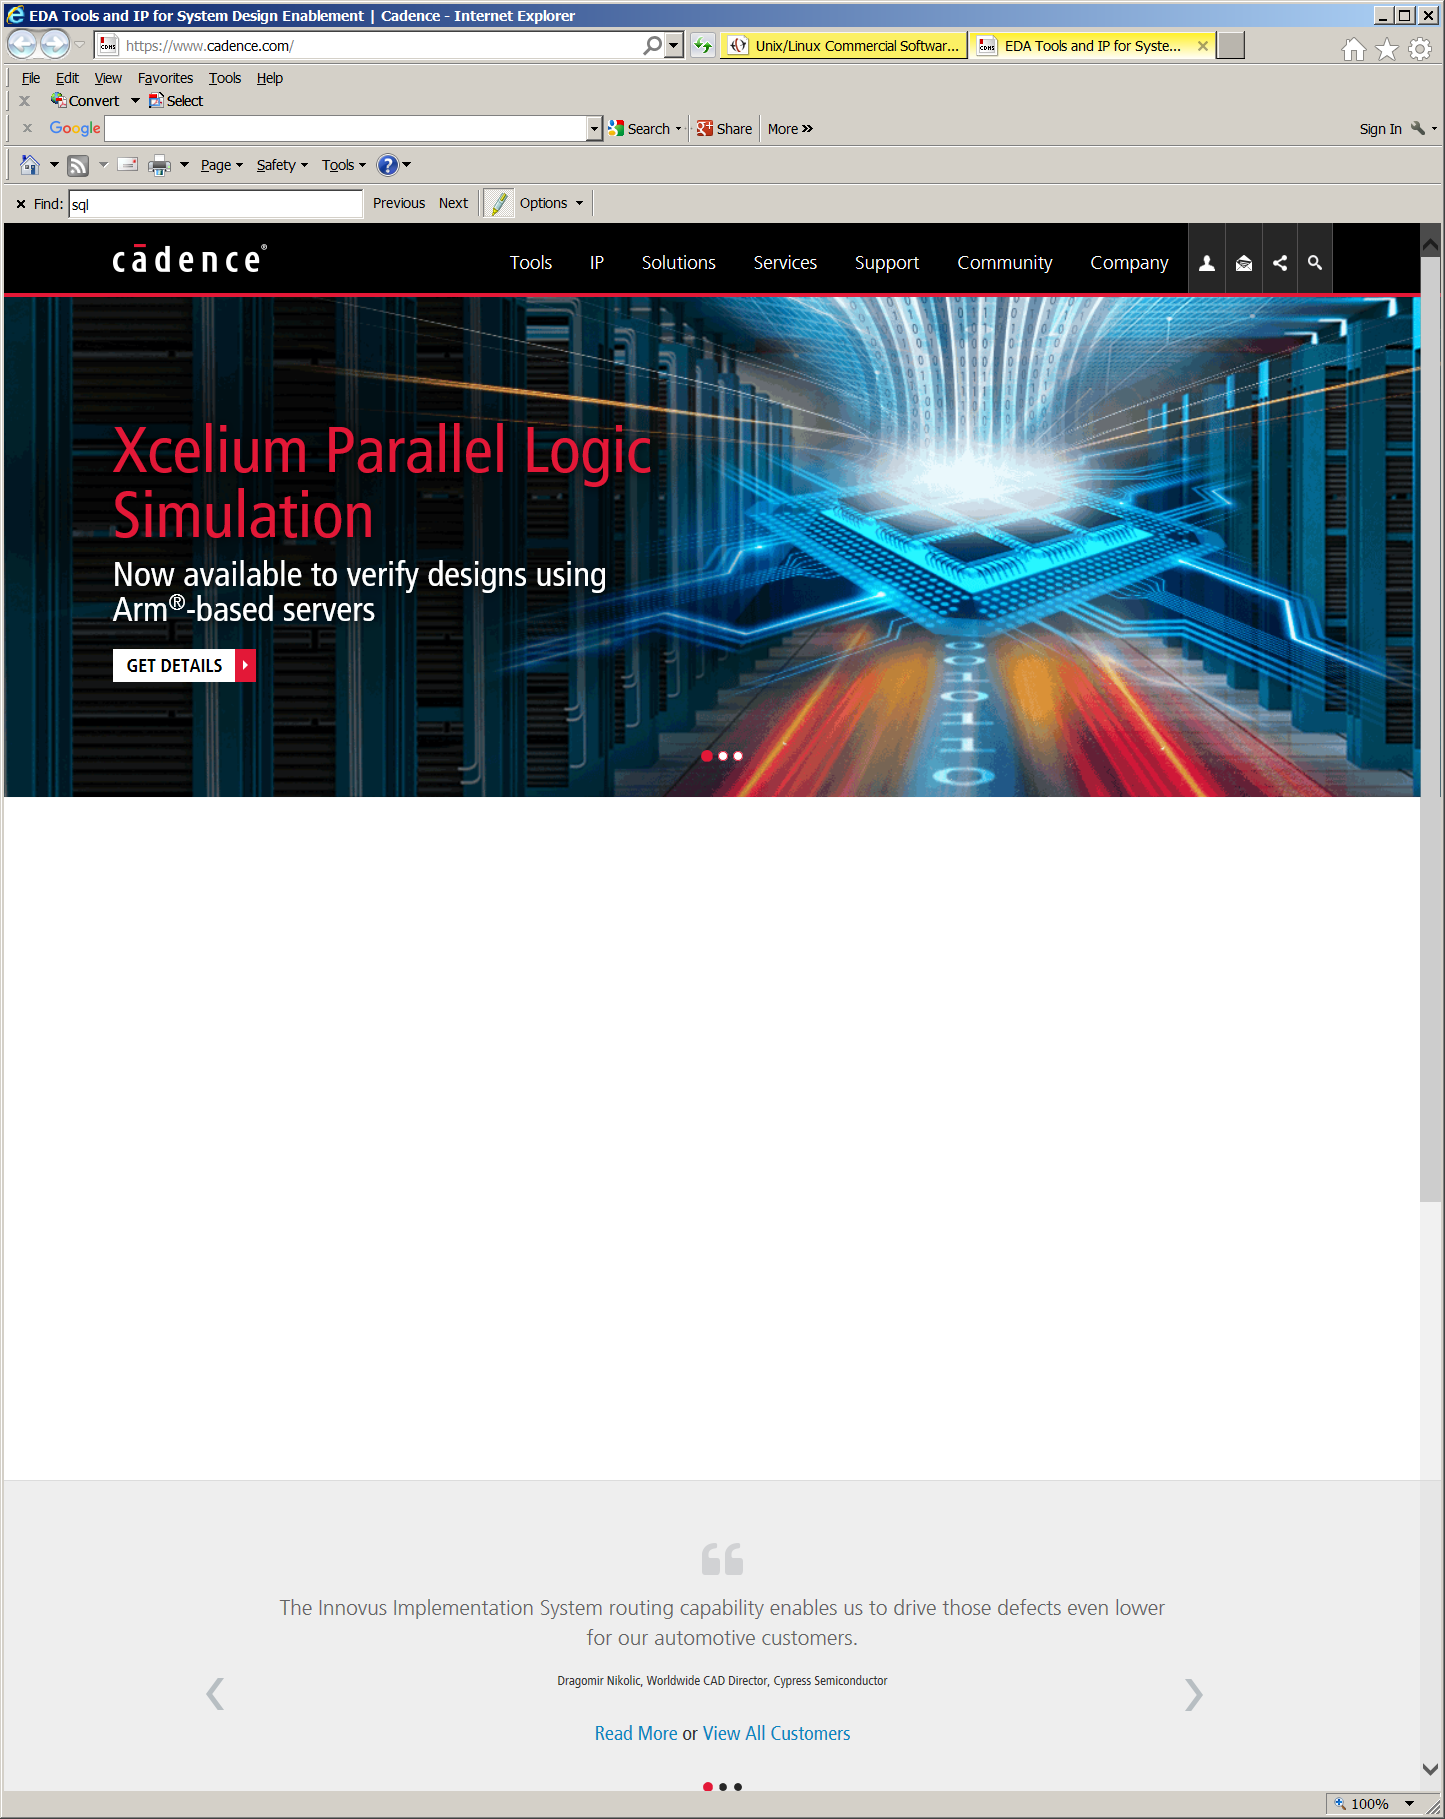 EDA Tools and IP for System Design Enablement | Cadence - Internet Explorer
https://www.cadence.com/
Unix/Linux Commercial Softwar...
EDA Tools and IP for Syste...
File Edit View Favorites Tools Help
Convert Select
Google Search Share More » Sign In
Page Safety Tools
Find: sql Previous Next Options
cādence® Tools IP Solutions Services Support Community Company
Xcelium Parallel Logic
Simulation
Now available to verify designs using
Arm®-based servers
GET DETAILS
The Innovus Implementation System routing capability enables us to drive those defects even lower
for our automotive customers.
Dragomir Nikolic, Worldwide CAD Director, Cypress Semiconductor
Read More or View All Customers
100%